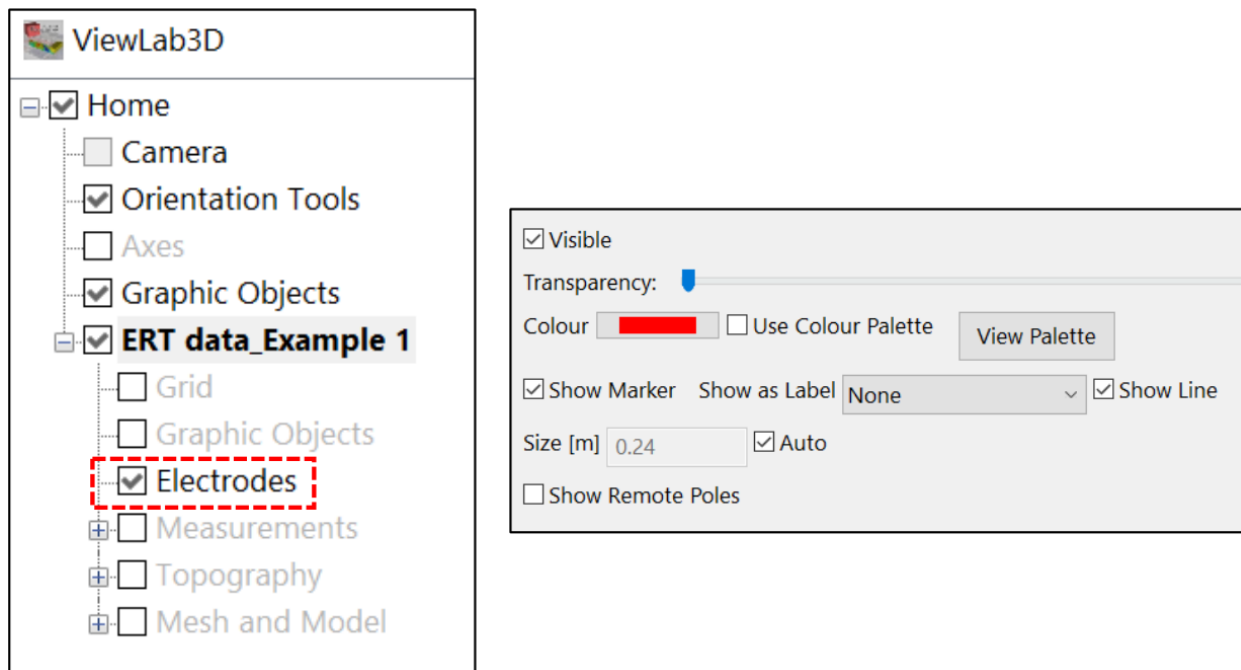 ViewLab3D
Home
Camera
Orientation Tools
Axes
Graphic Objects
ERT data_Example 1
Grid
Graphic Objects
Electrodes
Measurements
Topography
Mesh and Model
Visible
Transparency:
Colour Use Colour Palette View Palette
Show Marker Show as Label None Show Line
Size [m] 0.24 Auto
Show Remote Poles